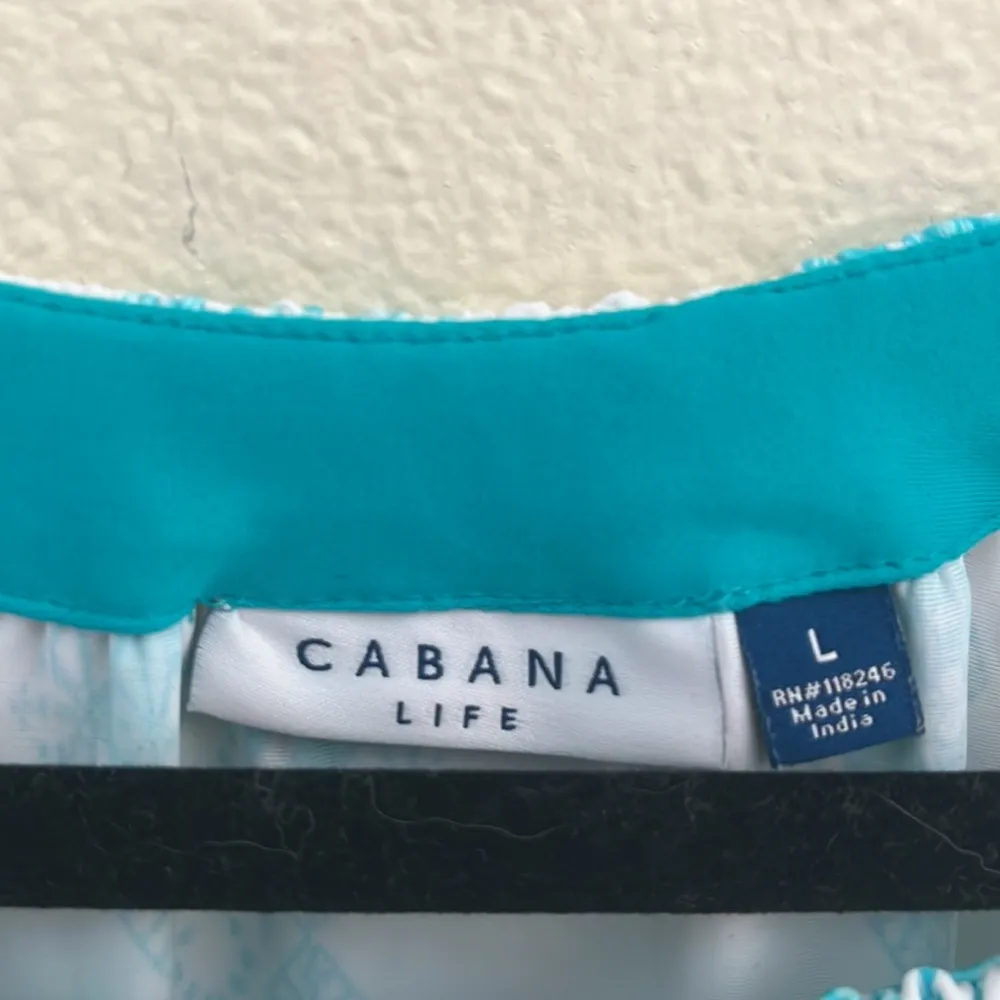 CABANA
LIFE
L
RN#118246
Made in
India